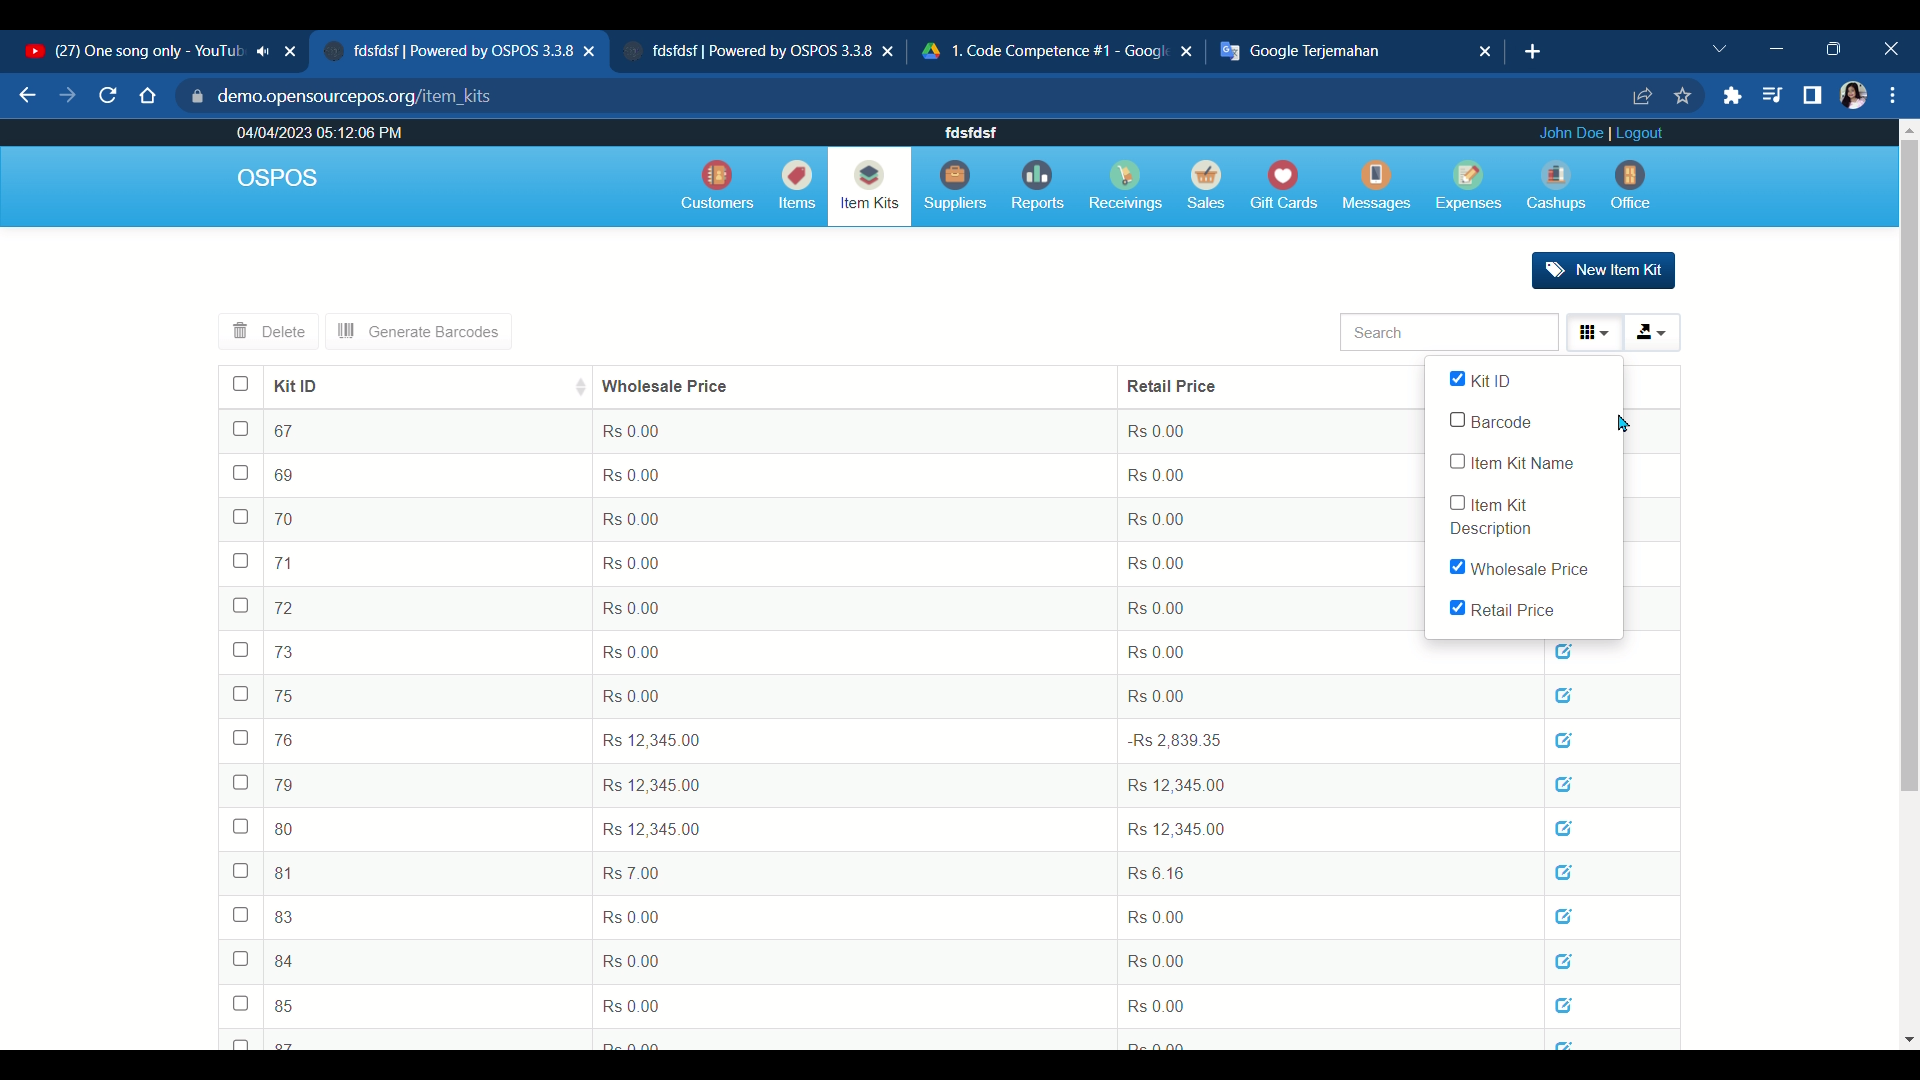 (27) One song only - YouTub
fdsfdsf | Powered by OSPOS 3.3.8
fdsfdsf | Powered by OSPOS 3.3.8
1. Code Competence #1 - Google
Google Terjemahan
demo.opensourcepos.org/item_kits
04/04/2023 05:12:06 PM
fdsfdsf
John Doe | Logout
OSPOS
Customers
Items
Item Kits
Suppliers
Reports
Receivings
Sales
Gift Cards
Messages
Expenses
Cashups
Office
New Item Kit
Delete
Generate Barcodes
Search
Kit ID Wholesale Price Retail Price
67 Rs 0.00 Rs 0.00
69 Rs 0.00 Rs 0.00
70 Rs 0.00 Rs 0.00
71 Rs 0.00 Rs 0.00
72 Rs 0.00 Rs 0.00
73 Rs 0.00 Rs 0.00
75 Rs 0.00 Rs 0.00
76 Rs 12,345.00 -Rs 2,839.35
79 Rs 12,345.00 Rs 12,345.00
80 Rs 12,345.00 Rs 12,345.00
81 Rs 7.00 Rs 6.16
83 Rs 0.00 Rs 0.00
84 Rs 0.00 Rs 0.00
85 Rs 0.00 Rs 0.00
87 Rs 0.00 Rs 0.00
Kit ID
Barcode
Item Kit Name
Item Kit
Description
Wholesale Price
Retail Price